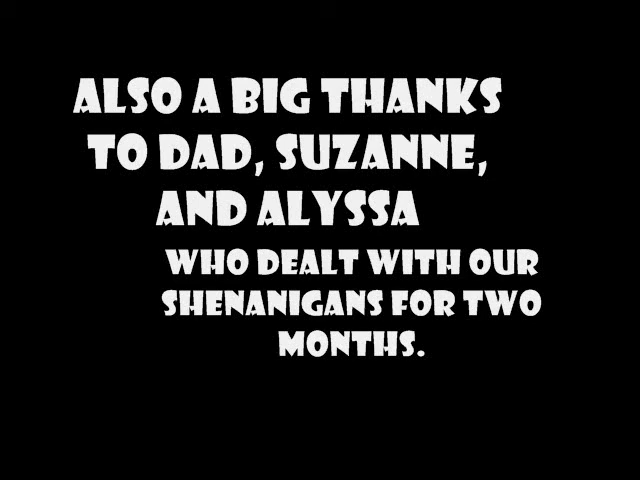 ALSO A BIG THANKS
TO DAD, SUZANNE,
AND ALYSSA
WHO DEALT WITH OUR
SHENANIGANS FOR TWO
MONTHS.